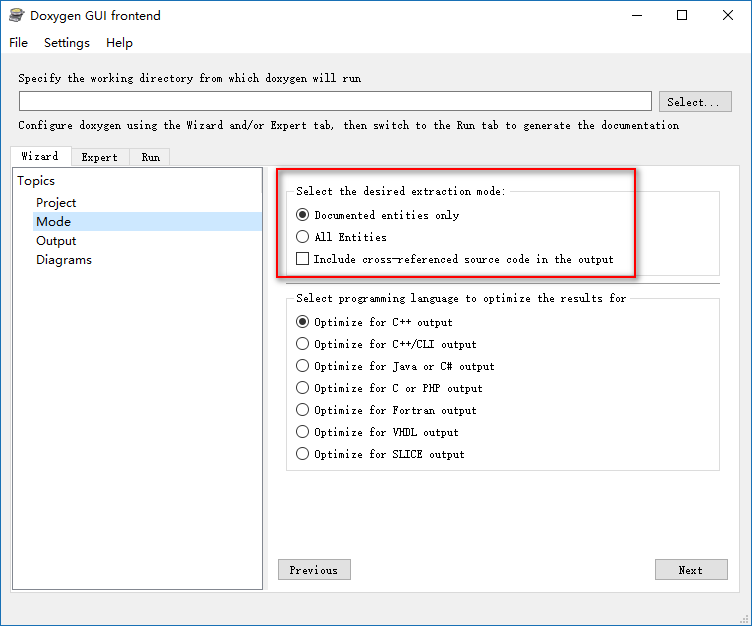 Doxygen GUI frontend
File Settings Help
Specify the working directory from which doxygen will run
Select...
Configure doxygen using the Wizard and/or Expert tab, then switch to the Run tab to generate the documentation
Wizard Expert Run
Topics
Project
Mode
Output
Diagrams
Select the desired extraction mode:
Documented entities only
All Entities
Include cross-referenced source code in the output
Select programming language to optimize the results for
Optimize for C++ output
Optimize for C++/CLI output
Optimize for Java or C# output
Optimize for C or PHP output
Optimize for Fortran output
Optimize for VHDL output
Optimize for SLICE output
Previous Next